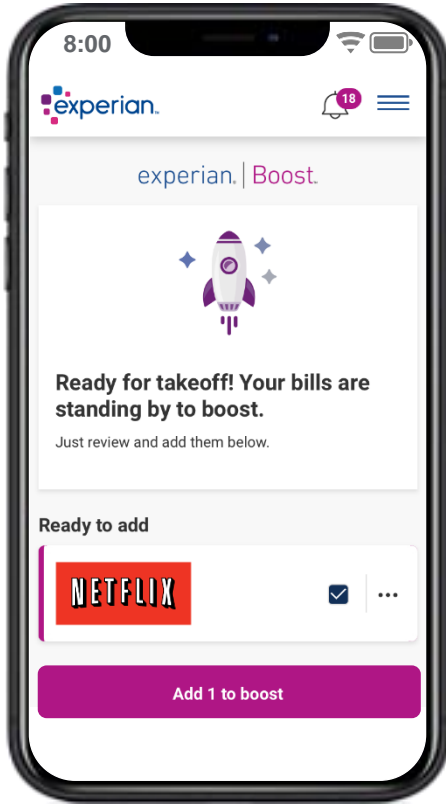 8:00
experian.
18
experian. | Boost.
Ready for takeoff! Your bills are
standing by to boost.
Just review and add them below.
Ready to add
NETFLIX
Add 1 to boost